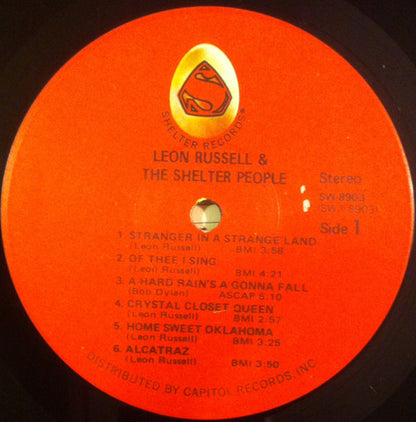 S
SHELTER RECORDS®
LEON RUSSELL &
THE SHELTER PEOPLE
Stereo
SW-8903
Side 1
1. STRANGER IN A STRANGE LAND
(Leon Russell) BMI 3:58
2. OF THEE I SING
(Leon Russell) BMI 4:21
3. A HARD RAIN'S A GONNA FALL
(Bob Dylan) ASCAP 5:10
4. CRYSTAL CLOSET QUEEN
(Leon Russell) BMI 2:57
5. HOME SWEET OKLAHOMA
(Leon Russell) BMI 3:25
6. ALCATRAZ
(Leon Russell) BMI 3:50
DISTRIBUTED BY CAPITOL RECORDS, INC.